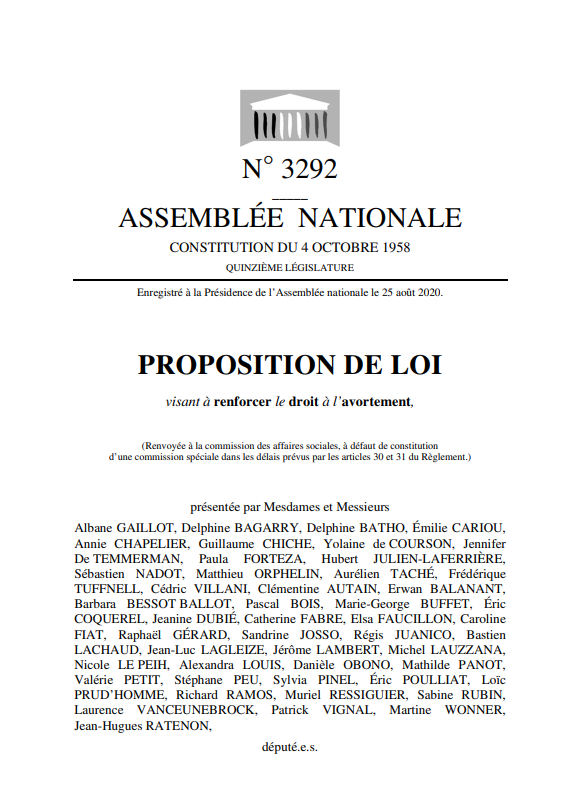 N° 3292
ASSEMBLÉE NATIONALE
CONSTITUTION DU 4 OCTOBRE 1958
QUINZIÈME LÉGISLATURE
Enregistré à la Présidence de l’Assemblée nationale le 25 août 2020.
PROPOSITION DE LOI
visant à renforcer le droit à l’avortement,
(Renvoyée à la commission des affaires sociales, à défaut de constitution
d’une commission spéciale dans les délais prévus par les articles 30 et 31 du Règlement.)
présentée par Mesdames et Messieurs
Albane GAILLOT, Delphine BAGARRY, Delphine BATHO, Émilie CARIOU,
Annie CHAPELIER, Guillaume CHICHE, Yolaine de COURSON, Jennifer
De TEMMERMAN, Paula FORTEZA, Hubert JULIEN-LAFERRIÈRE,
Sébastien NADOT, Matthieu ORPHELIN, Aurélien TACHÉ, Frédérique
TUFFNELL, Cédric VILLANI, Clémentine AUTAIN, Erwan BALANANT,
Barbara BESSOT BALLOT, Pascal BOIS, Marie-George BUFFET, Éric
COQUEREL, Jeanine DUBIÉ, Catherine FABRE, Elsa FAUCILLON, Caroline
FIAT, Raphaël GÉRARD, Sandrine JOSSO, Régis JUANICO, Bastien
LACHAUD, Jean-Luc LAGLEIZE, Jérôme LAMBERT, Michel LAUZZANA,
Nicole LE PEIH, Alexandra LOUIS, Danièle OBONO, Mathilde PANOT,
Valérie PETIT, Stéphane PEU, Sylvia PINEL, Éric POULLIAT, Loïc
PRUD’HOMME, Richard RAMOS, Muriel RESSIGUIER, Sabine RUBIN,
Laurence VANCEUNEBROCK, Patrick VIGNAL, Martine WONNER,
Jean-Hugues RATENON,
député.e.s.